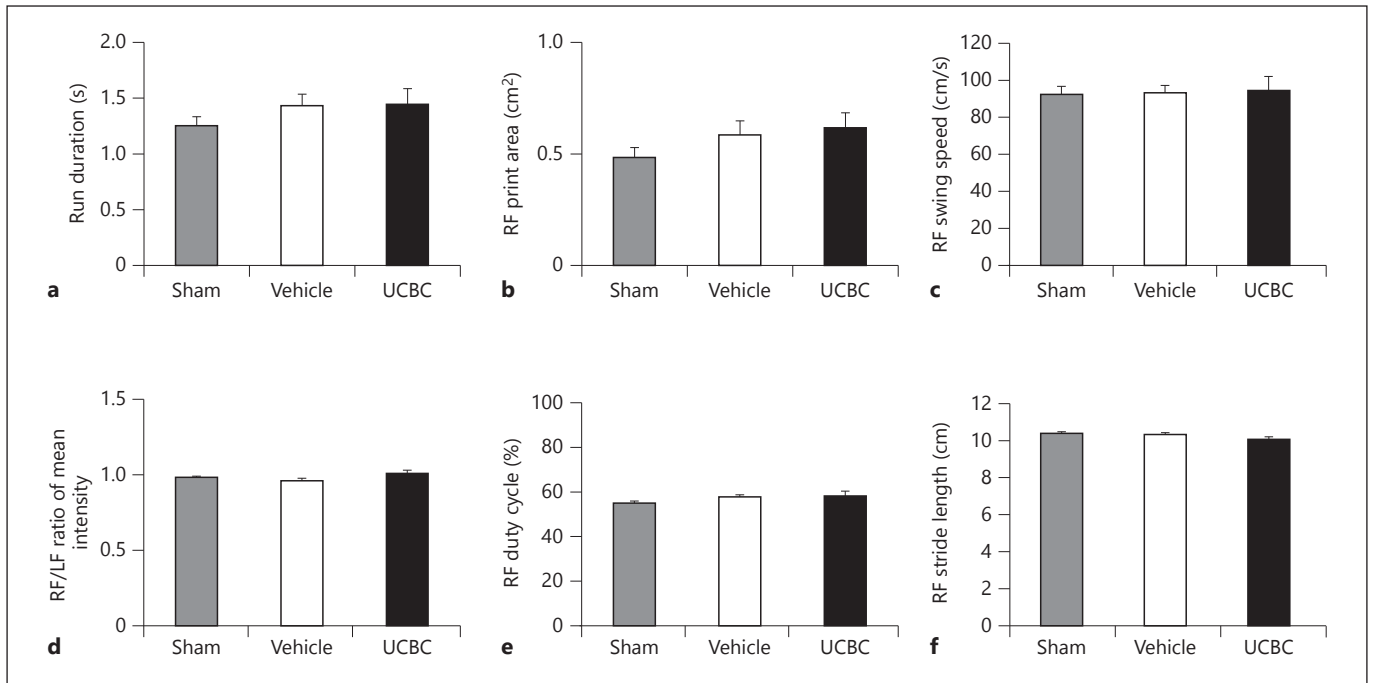 Run duration (s)
2.0
1.5
1.0
0.5
0
Sham Vehicle UCBC
a
RF print area (cm²)
1.0
0.5
0
Sham Vehicle UCBC
b
RF swing speed (cm/s)
120
100
80
60
40
20
0
Sham Vehicle UCBC
c
RF/LF ratio of mean
intensity
1.5
1.0
0.5
0
Sham Vehicle UCBC
d
RF duty cycle (%)
100
80
60
40
20
0
Sham Vehicle UCBC
e
RF stride length (cm)
12
10
8
6
4
2
0
Sham Vehicle UCBC
f